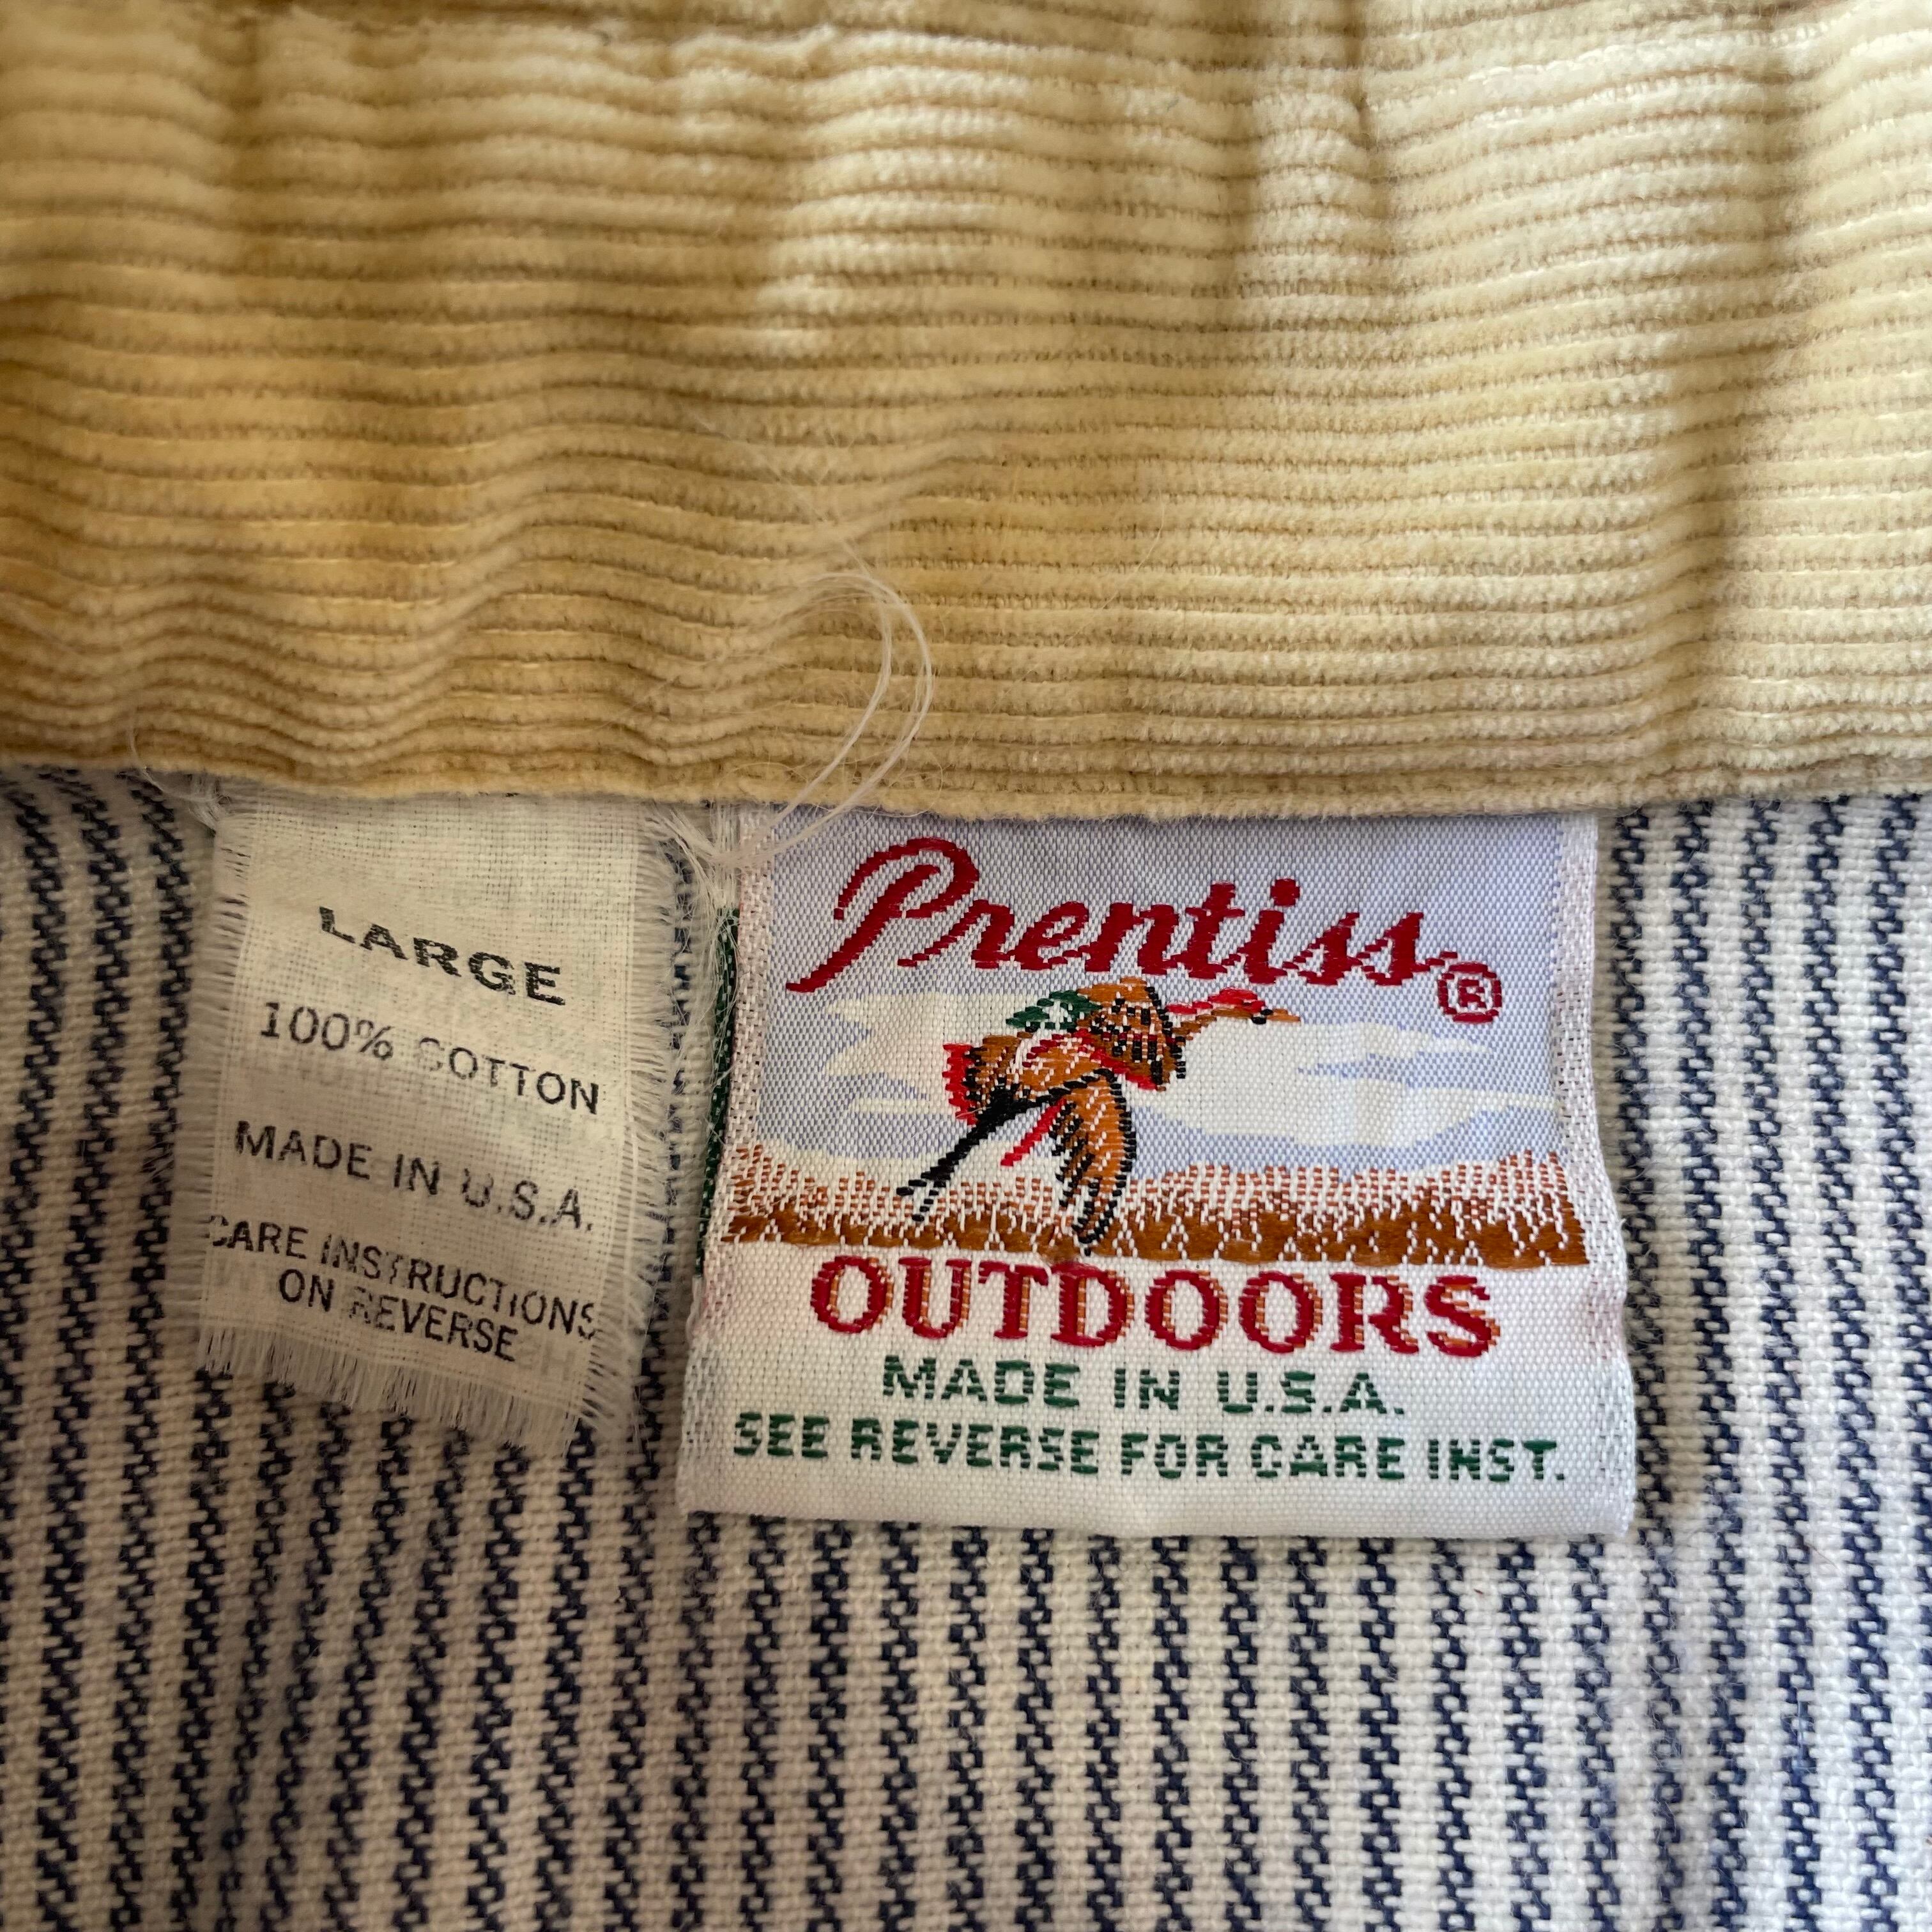 LARGE
100% COTTON
MADE IN U.S.A.
CARE INSTRUCTIONS
ON REVERSE
Prentiss®
OUTDOORS
MADE IN U.S.A.
SEE REVERSE FOR CARE INST.